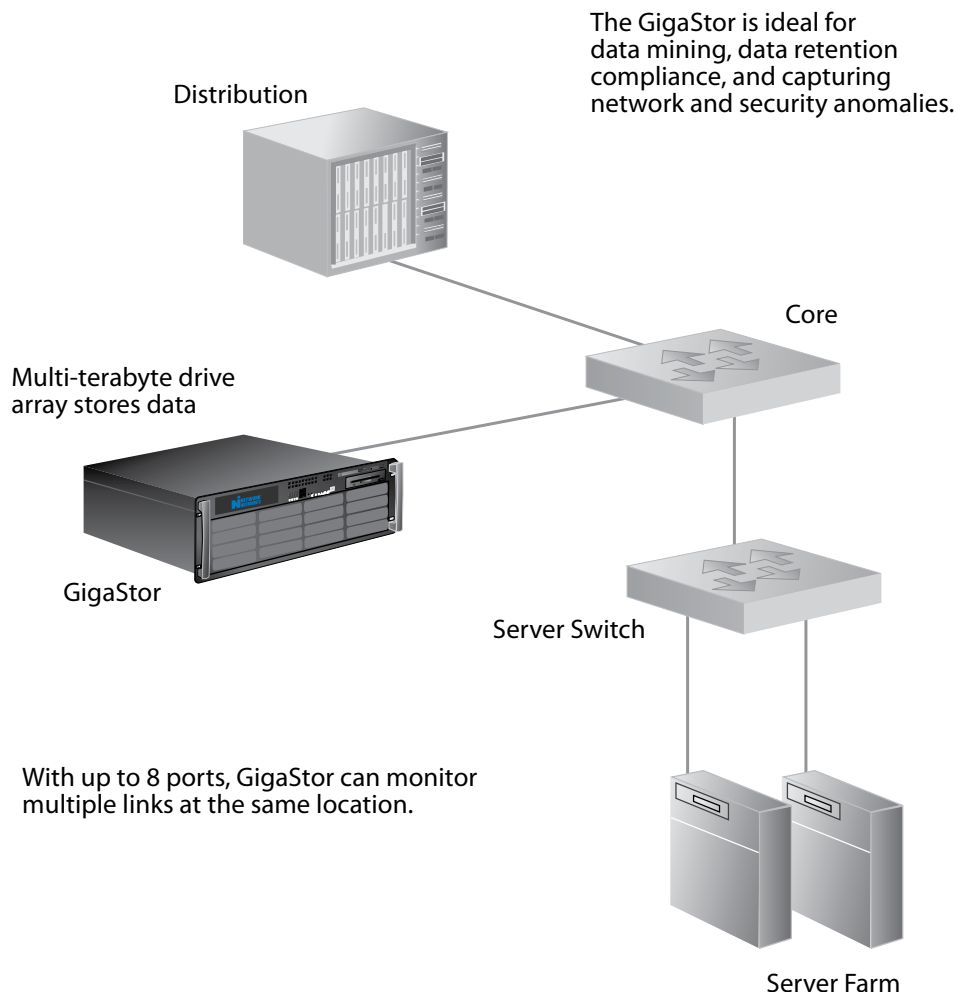 The GigaStor is ideal for
data mining, data retention
compliance, and capturing
network and security anomalies.
Distribution
Core
Multi-terabyte drive
array stores data
NETWORK
INSTRUMENTS
GigaStor
Server Switch
With up to 8 ports, GigaStor can monitor
multiple links at the same location.
Server Farm